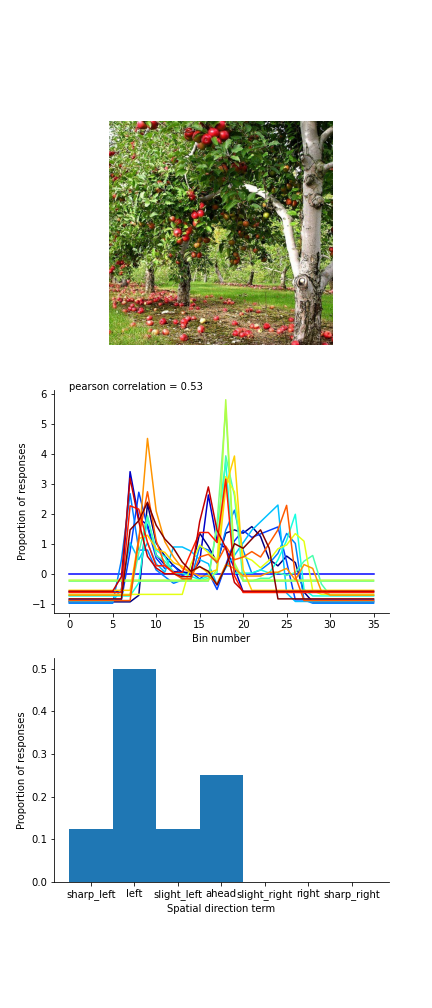 pearson correlation = 0.53
6
5
4
3
2
1
0
−1
Proportion of responses
0 5 10 15 20 25 30 35
Bin number
0.5
0.4
0.3
0.2
0.1
0.0
Proportion of responses
sharp_left left slight_left ahead slight_right right sharp_right
Spatial direction term